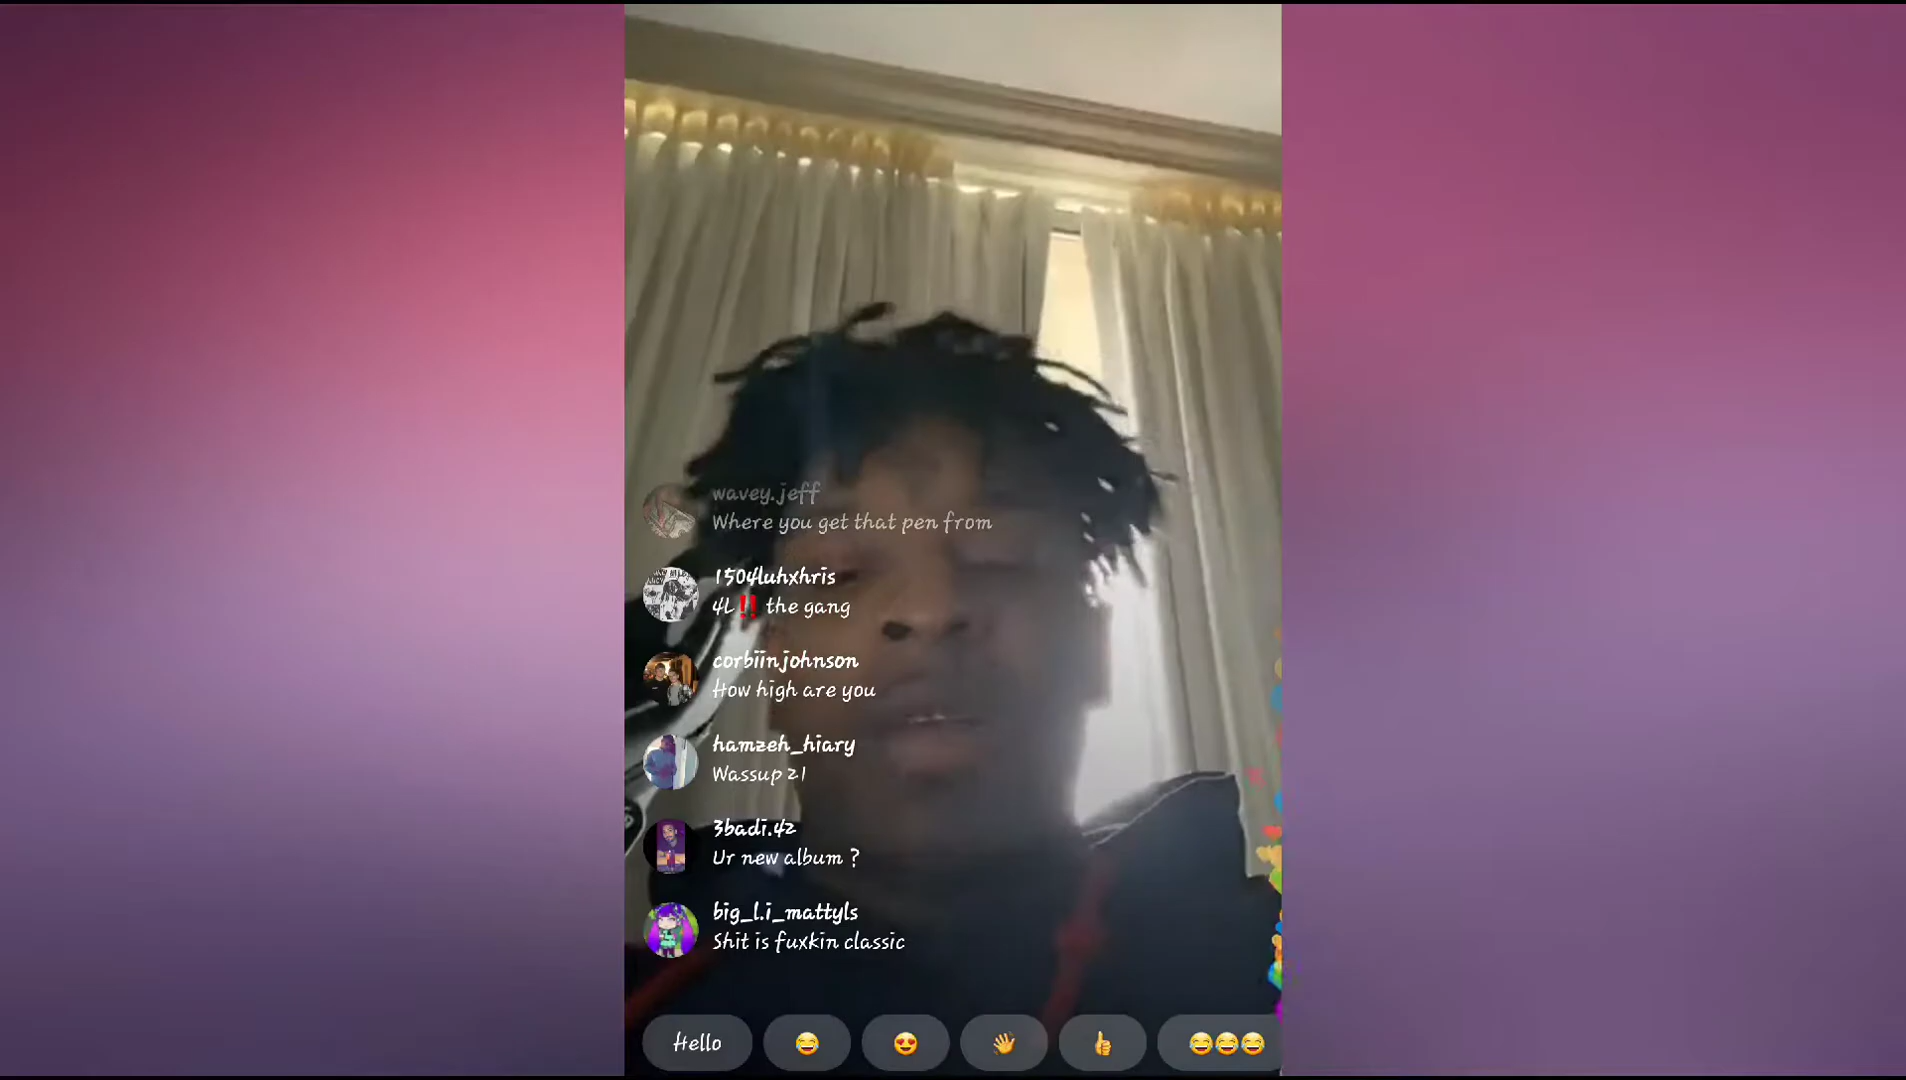 wavey.jeff
Where you get that pen from
1504luhxhris
4L‼️ the gang
corbiinjohnson
How high are you
hamzeh_hiary
Wassup 21
3badi.42
Ur new album ?
big_l.i_mattyls
Shit is fuxkin classic
Hello 😂 😍 👋 👍 😂😂😂